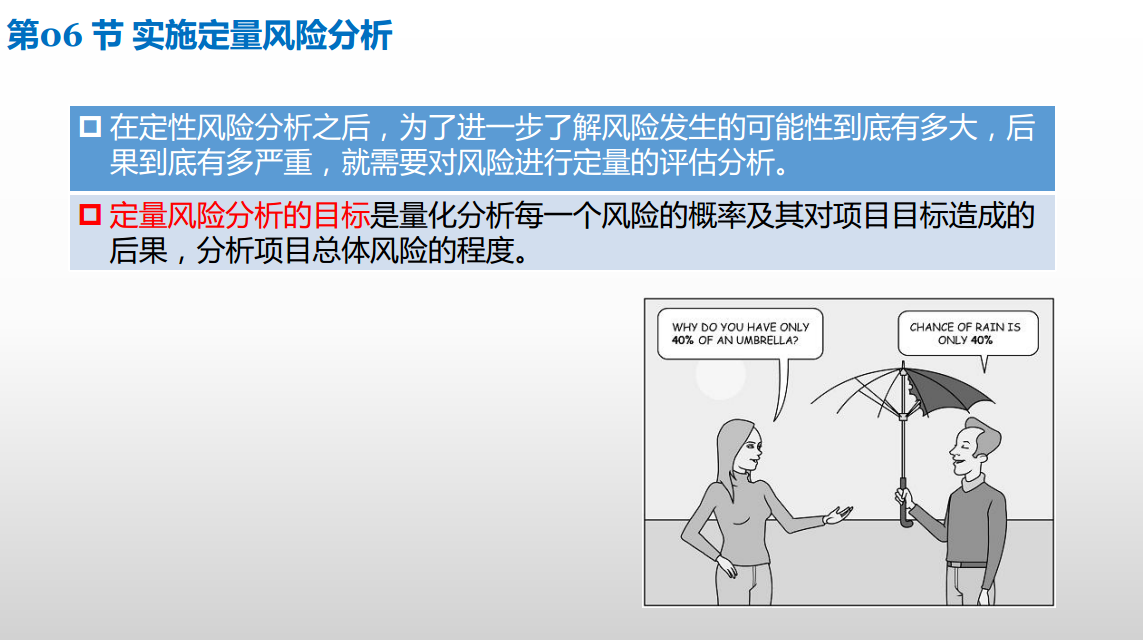 第06 节 实施定量风险分析
在定性风险分析之后，为了进一步了解风险发生的可能性到底有多大，后
果到底有多严重，就需要对风险进行定量的评估分析。
定量风险分析的目标是量化分析每一个风险的概率及其对项目目标造成的
后果，分析项目总体风险的程度。
WHY DO YOU HAVE ONLY
40% OF AN UMBRELLA?
CHANCE OF RAIN IS
ONLY 40%